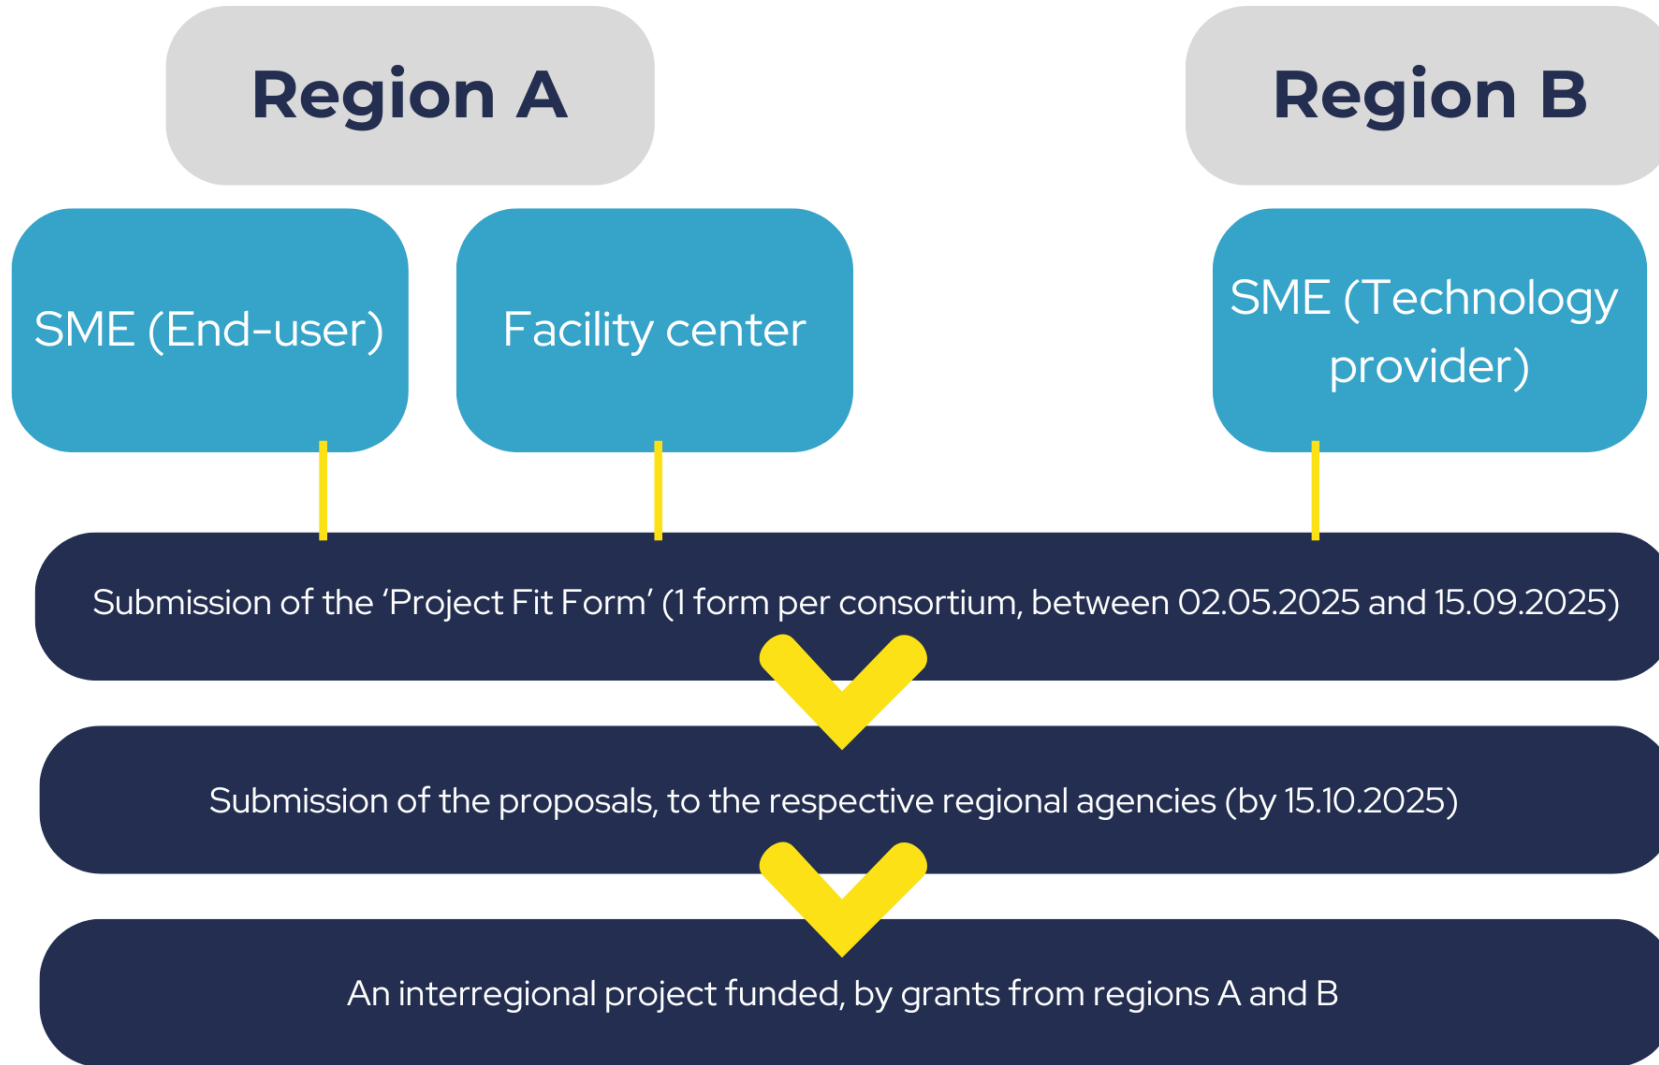 Region A
Region B
SME (End-user)
Facility center
SME (Technology
provider)
Submission of the ‘Project Fit Form’ (1 form per consortium, between 02.05.2025 and 15.09.2025)
Submission of the proposals, to the respective regional agencies (by 15.10.2025)
An interregional project funded, by grants from regions A and B